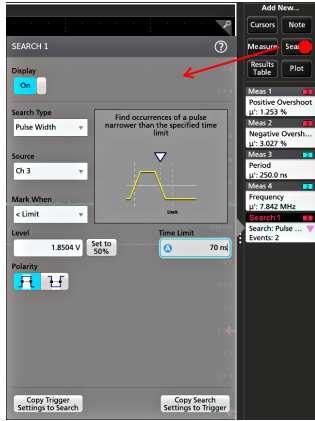 Add New...
Cursors
Note
Measure
Results
Table
Plot
SEARCH 1
?
Display
On
Search Type
Pulse Width
Find occurrences of a pulse
narrower than the specified time
limit
Limit
Source
Ch 3
Mark When
< Limit
Level
1.8504 V
Set to
50%
Time Limit
A
70 ns
Polarity
Copy Trigger
Settings to Search
Copy Search
Settings to Trigger
Meas 1
Positive Overshoot
µ': 1.253 %
Meas 2
Negative Oversh...
µ': 3.027 %
Meas 3
2
Period
µ': 250.0 ns
Meas 4
2
Frequency
µ': 7.842 MHz
Search 1
Search: Pulse ...
Events: 2